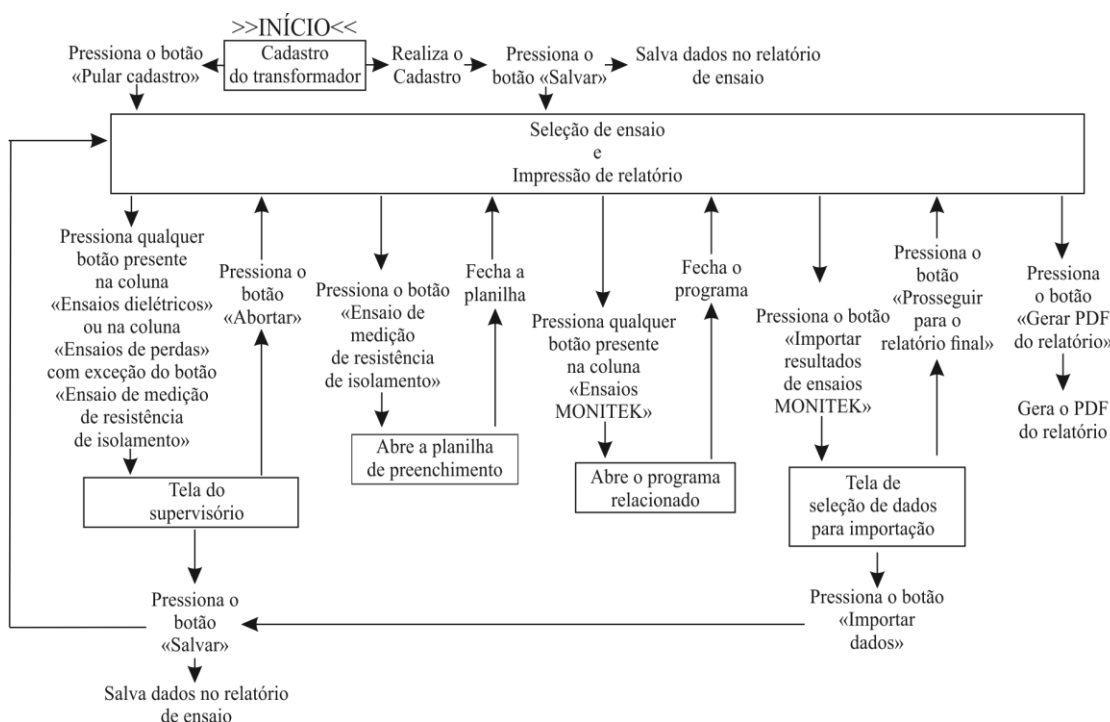 >>INÍCIO<<
Pressiona o botão
«Pular cadastro»
Cadastro
do transformador
Realiza o
Cadastro
Pressiona o
botão «Salvar»
Salva dados no relatório
de ensaio
Seleção de ensaio
e
Impressão de relatório
Pressiona qualquer
botão presente
na coluna
«Ensaios dielétricos»
ou na coluna
«Ensaios de perdas»
com exceção do botão
«Ensaio de medição
de resistência
de isolamento»
Pressiona o
botão
«Abortar»
Pressiona o botão
«Ensaio de
medição
de resistência
de isolamento»
Fecha a
planilha
Pressiona qualquer
botão presente
na coluna
«Ensaios
MONITEK»
Fecha o
programa
Pressiona o botão
«Importar
resultados
de ensaios
MONITEK»
Pressiona o
botão
«Prosseguir
para o
relatório final»
Pressiona
o botão
«Gerar PDF
do relatório»
Gera o PDF
do relatório
Tela do
supervisório
Abre a planilha
de preenchimento
Abre o programa
relacionado
Tela de
seleção de dados
para importação
Pressiona o
botão
«Salvar»
Pressiona o botão
«Importar
dados»
Salva dados no relatório
de ensaio